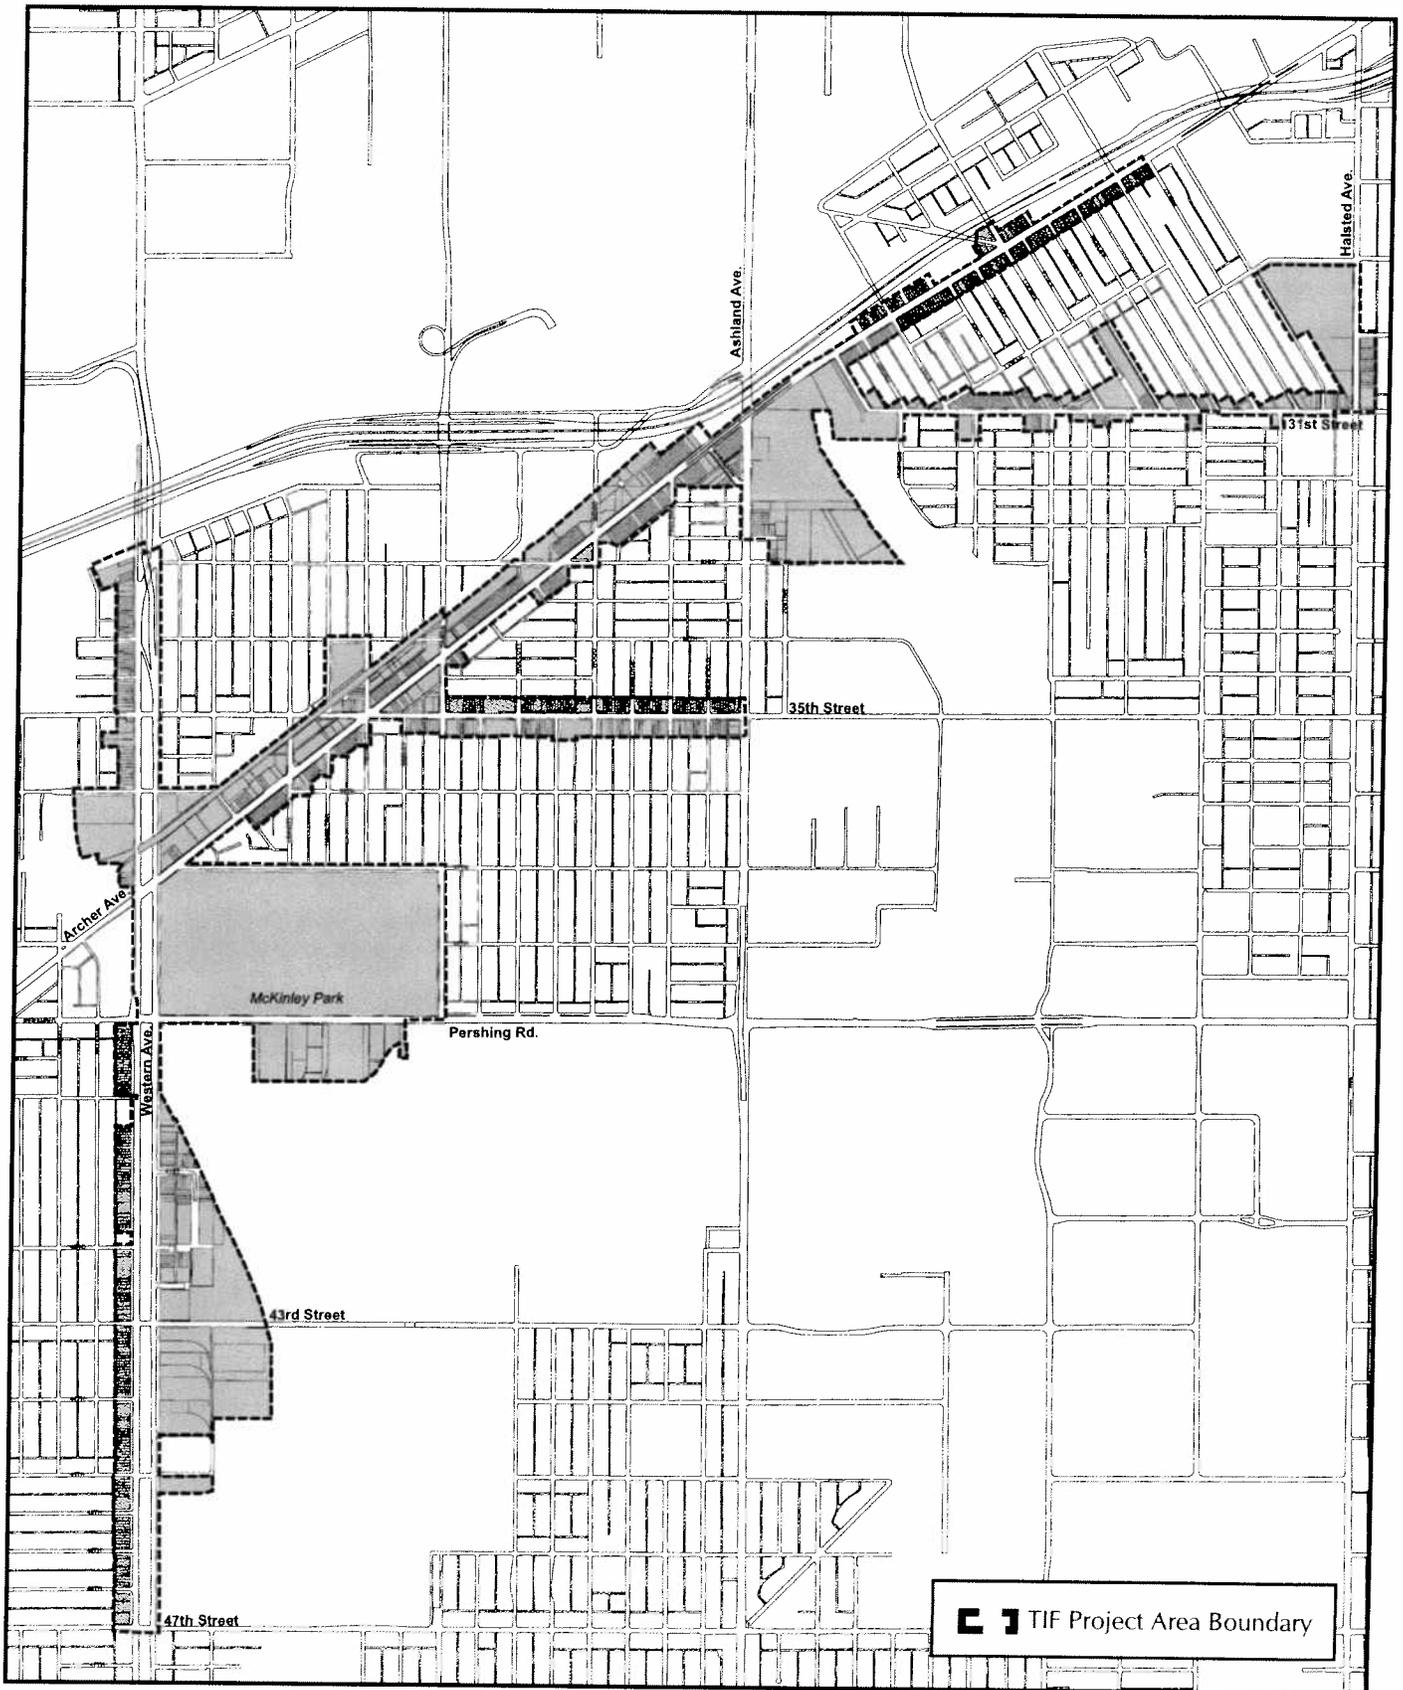 Halsted Ave.
Ashland Ave.
31st Street
35th Street
Archer Ave.
McKinley Park
Pershing Rd.
Western Ave.
43rd Street
47th Street
TIF Project Area Boundary